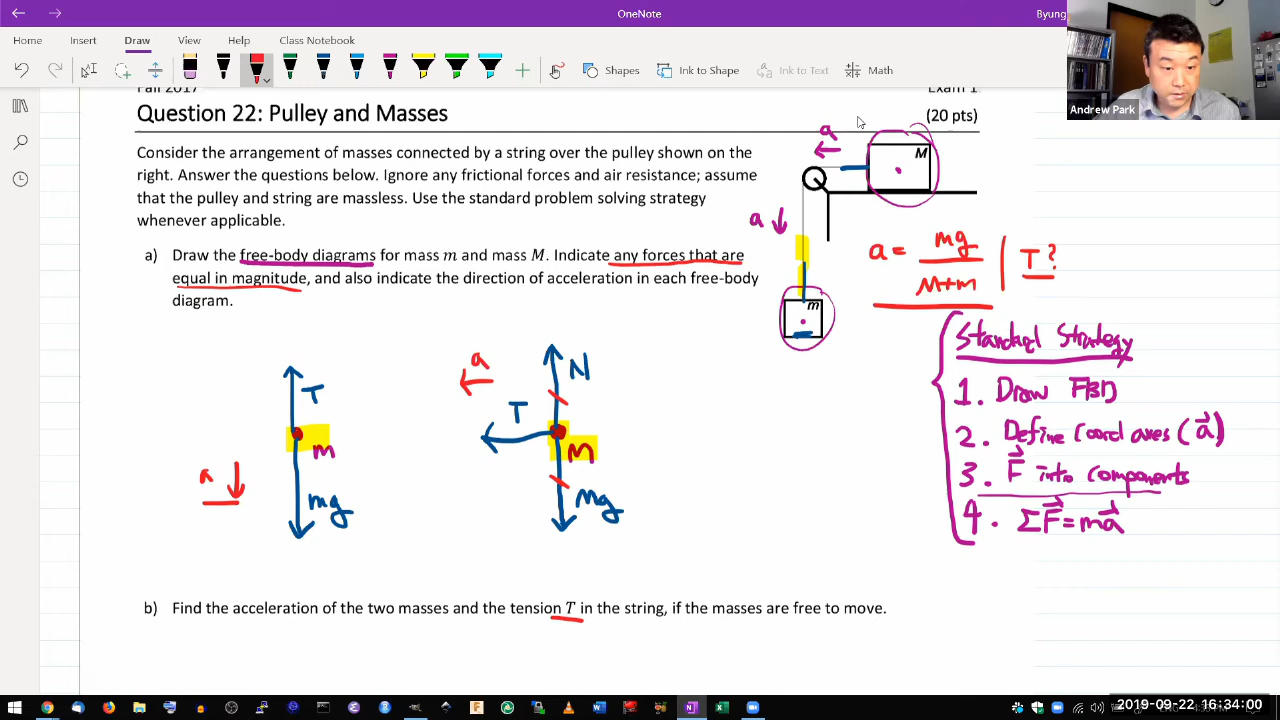 OneNote
Byung
Home Insert Draw View Help Class Notebook
Shapes Ink to Shape Ink to Text Math
Andrew Park
Fall 2017 Exam 1
Question 22: Pulley and Masses (20 pts)
Consider the arrangement of masses connected by a string over the pulley shown on the
right. Answer the questions below. Ignore any frictional forces and air resistance; assume
that the pulley and string are massless. Use the standard problem solving strategy
whenever applicable.
a) Draw the free-body diagrams for mass m and mass M. Indicate any forces that are
equal in magnitude, and also indicate the direction of acceleration in each free-body
diagram.
a
M
a
m
a = mg / M+m | T?
Standard Strategy
1. Draw FBD
2. Define coord axes (a⃗)
3. F⃗ into components
4. ΣF⃗ = ma⃗
T
m
a
mg
a
N
T
M
Mg
b) Find the acceleration of the two masses and the tension T in the string, if the masses are free to move.
2019-09-22 16:34:00